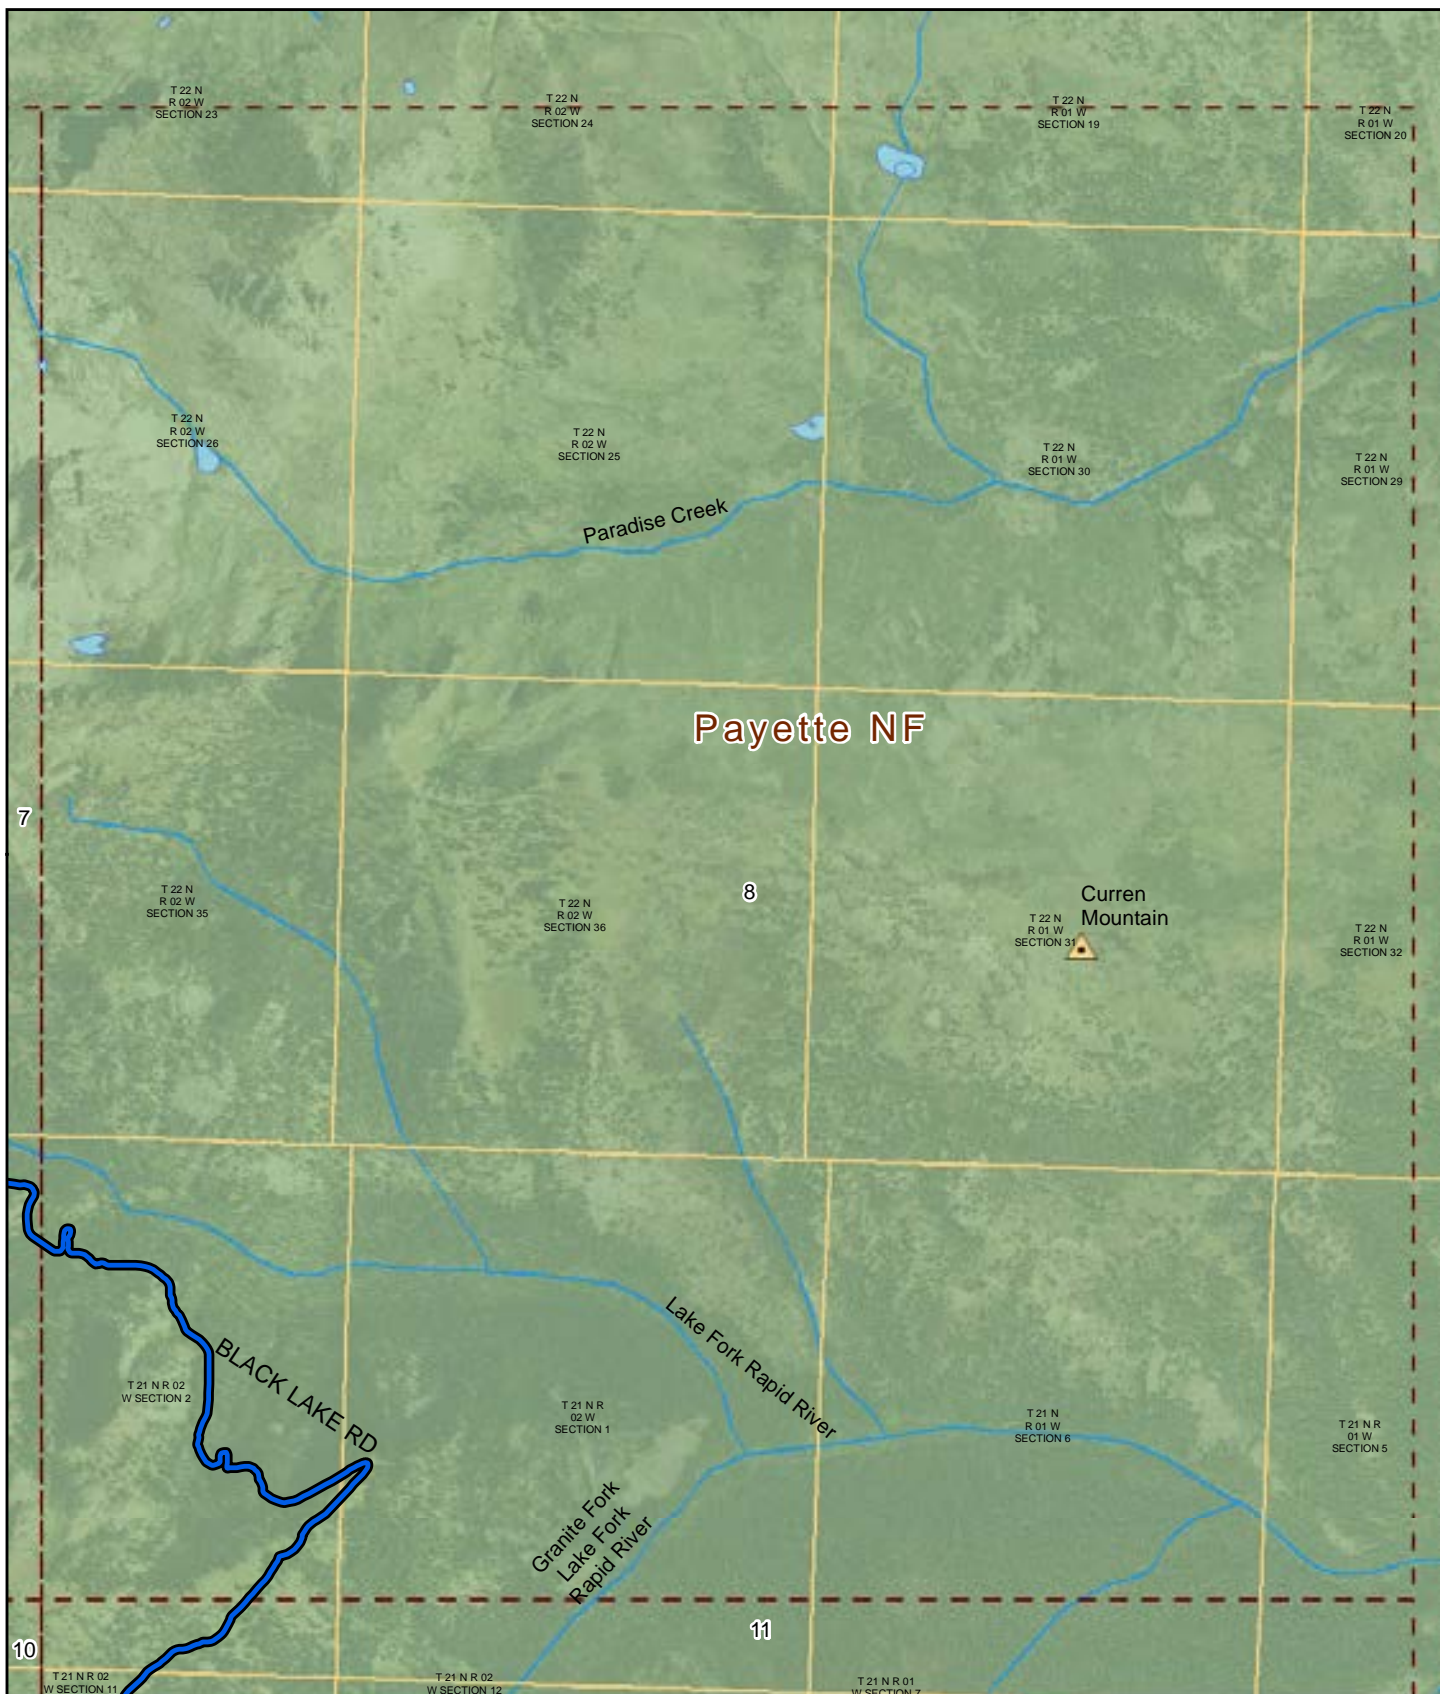 T 22 N
R 02 W
SECTION 23
T 22 N
R 02 W
SECTION 24
T 22 N
R 01 W
SECTION 19
T 22 N
R 01 W
SECTION 20
T 22 N
R 02 W
SECTION 26
T 22 N
R 02 W
SECTION 25
T 22 N
R 01 W
SECTION 30
T 22 N
R 01 W
SECTION 29
Paradise Creek
Payette NF
7
T 22 N
R 02 W
SECTION 35
T 22 N
R 02 W
SECTION 36
8
Curren
Mountain
T 22 N
R 01 W
SECTION 31
T 22 N
R 01 W
SECTION 32
Lake Fork Rapid River
BLACK LAKE RD
T 21 N R 02
W SECTION 2
T 21 N R
02 W
SECTION 1
T 21 N
R 01 W
SECTION 6
T 21 N R
01 W
SECTION 5
Granite Fork
Lake Fork
Rapid River
10
11
T 21 N R 02
W SECTION 11
T 21 N R 02
W SECTION 12
T 21 N R 01
W SECTION 7